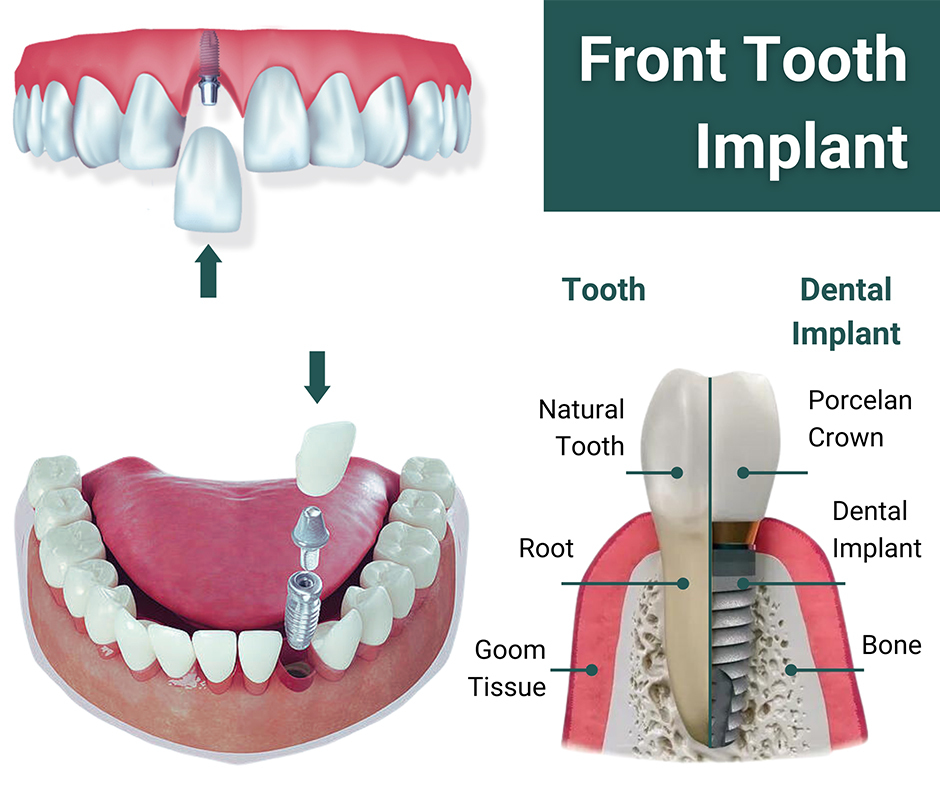 Front Tooth
Implant
Tooth
Dental
Implant
Natural
Tooth
Porcelan
Crown
Dental
Implant
Root
Goom
Tissue
Bone